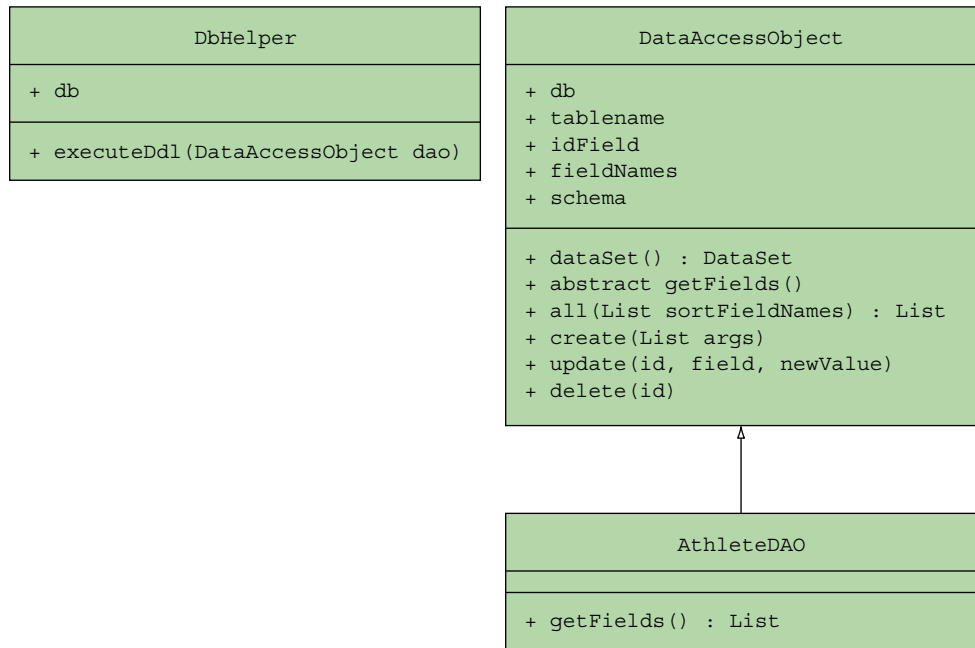 DbHelper
+ db
+ executeDdl(DataAccessObject dao)
DataAccessObject
+ db
+ tablename
+ idField
+ fieldNames
+ schema
+ dataSet() : DataSet
+ abstract getFields()
+ all(List sortFieldNames) : List
+ create(List args)
+ update(id, field, newValue)
+ delete(id)
AthleteDAO
+ getFields() : List